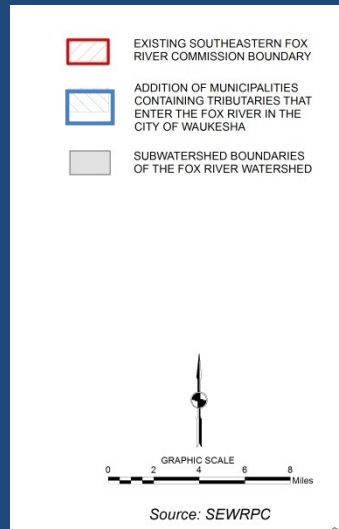 EXISTING SOUTHEASTERN FOX
RIVER COMMISSION BOUNDARY
ADDITION OF MUNICIPALITIES
CONTAINING TRIBUTARIES THAT
ENTER THE FOX RIVER IN THE
CITY OF WAUKESHA
SUBWATERSHED BOUNDARIES
OF THE FOX RIVER WATERSHED
GRAPHIC SCALE
0 2 4 6 8
Miles
Source: SEWRPC